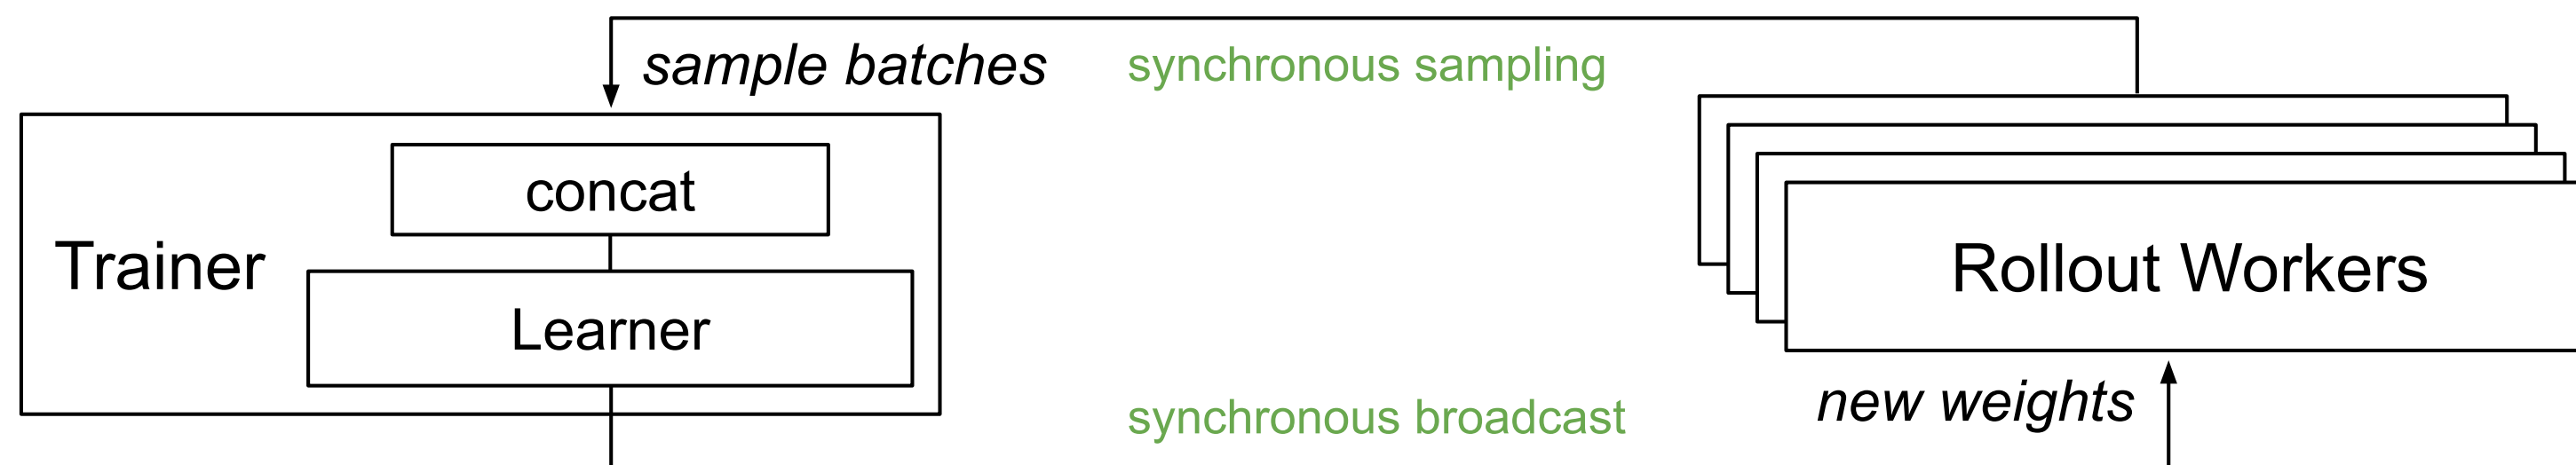 sample batches
synchronous sampling
concat
Trainer
Learner
Rollout Workers
synchronous broadcast
new weights